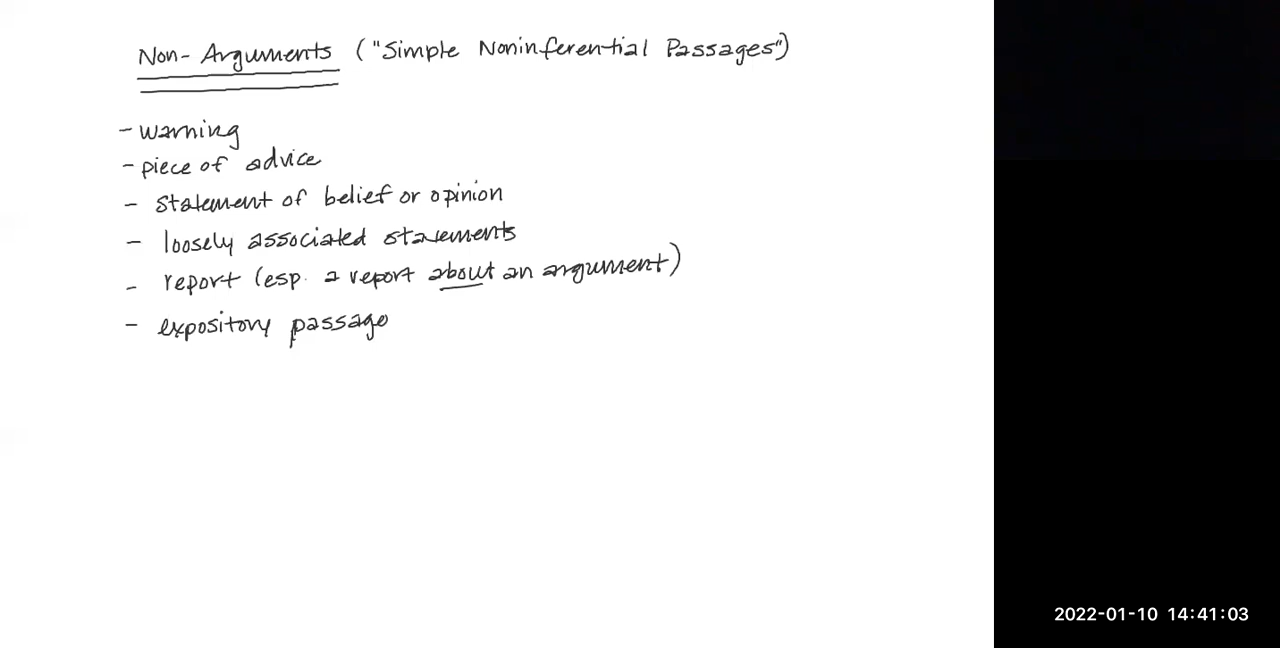 Non-Arguments ("Simple Noninferential Passages")
- warning
- piece of advice
- statement of belief or opinion
- loosely associated statements
- report (esp. a report about an argument)
- expository passage
2022-01-10 14:41:03